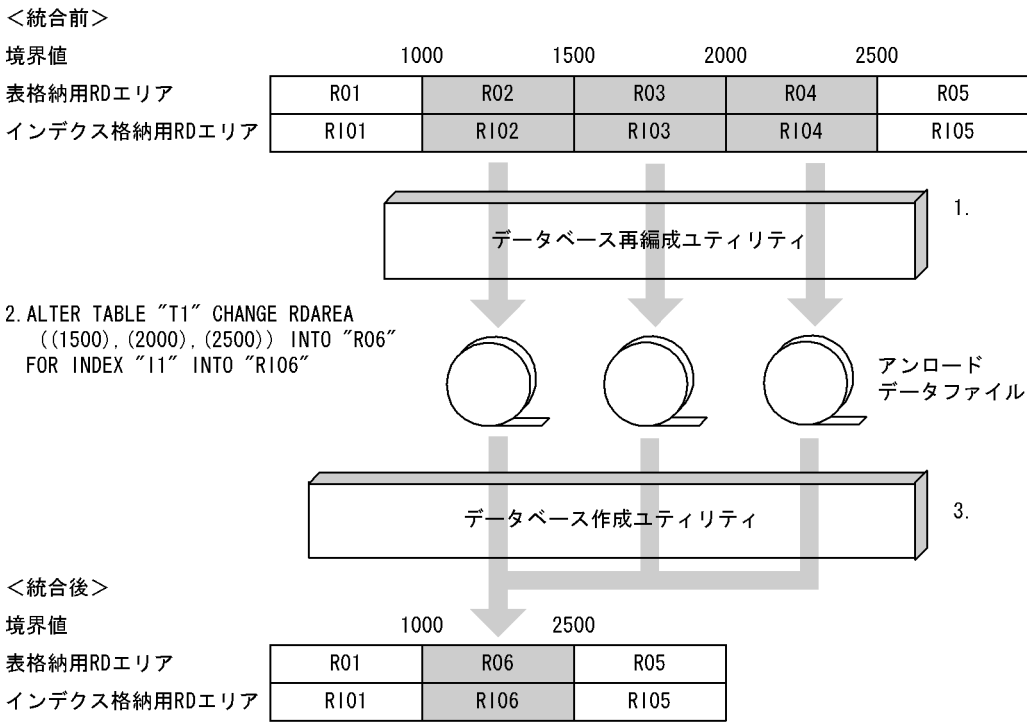 ＜統合前＞
境界値 1000 1500 2000 2500
表格納用RDエリア R01 R02 R03 R04 R05
インデクス格納用RDエリア RI01 RI02 RI03 RI04 RI05
1.
データベース再編成ユティリティ
2.ALTER TABLE "T1" CHANGE RDAREA
((1500),(2000),(2500)) INTO "R06"
FOR INDEX "I1" INTO "RI06"
アンロード
データファイル
データベース作成ユティリティ
3.
＜統合後＞
境界値 1000 2500
表格納用RDエリア R01 R06 R05
インデクス格納用RDエリア RI01 RI06 RI05